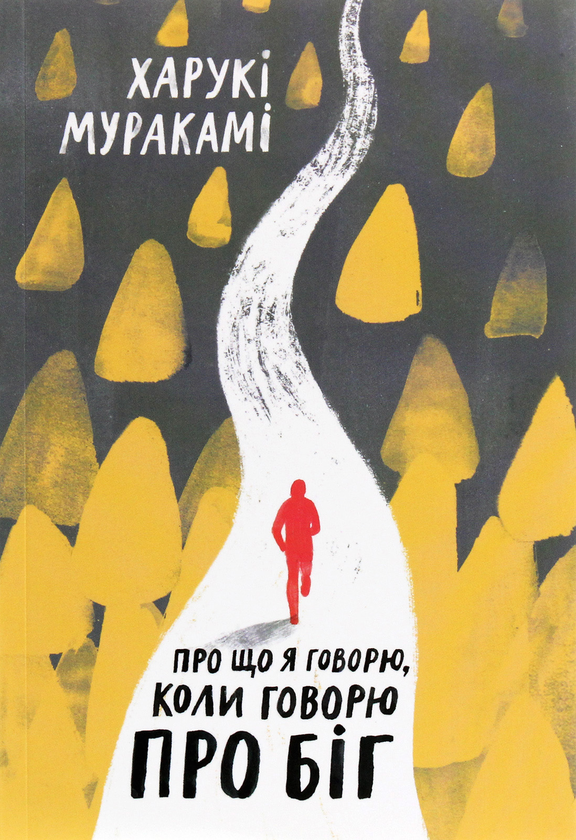 ХАРУКІ
МУРАКАМІ
ПРО ЩО Я ГОВОРЮ,
КОЛИ ГОВОРЮ
ПРО БІГ